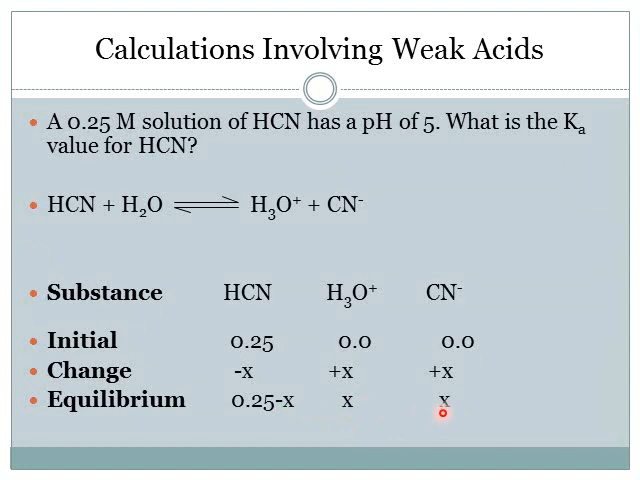 Calculations Involving Weak Acids
• A 0.25 M solution of HCN has a pH of 5. What is the Kₐ
value for HCN?
• HCN + H₂O ⇌ H₃O⁺ + CN⁻
• Substance HCN H₃O⁺ CN⁻
• Initial 0.25 0.0 0.0
• Change -x +x +x
• Equilibrium 0.25-x x x